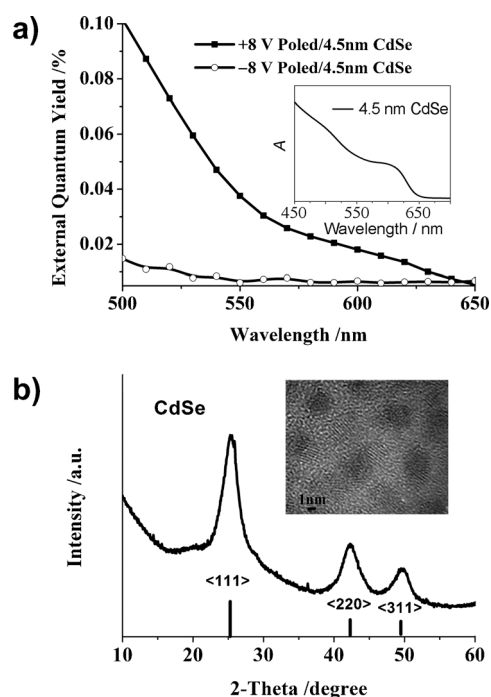 a)
0.10
0.08
0.06
0.04
0.02
External Quantum Yield /%
+8 V Poled/4.5nm CdSe
–8 V Poled/4.5nm CdSe
4.5 nm CdSe
A
450 550 650
Wavelength / nm
500 550 600 650
Wavelength /nm
b)
CdSe
Intensity /a.u.
1nm
<111>
<220>
<311>
10 20 30 40 50 60
2-Theta /degree